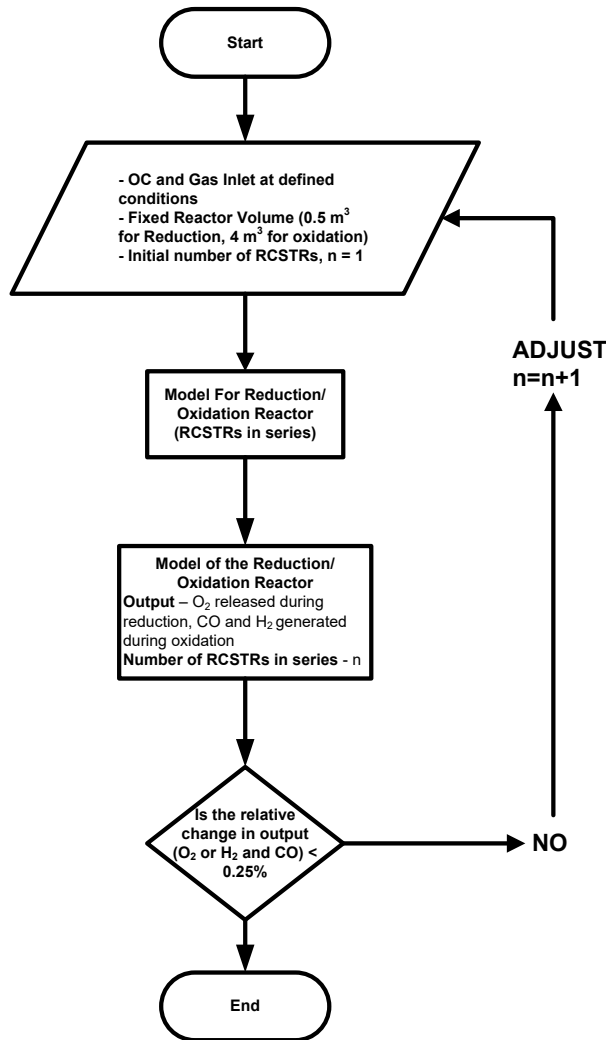 Start
- OC and Gas Inlet at defined
conditions
- Fixed Reactor Volume (0.5 m³
for Reduction, 4 m³ for oxidation)
- Initial number of RCSTRs, n = 1
ADJUST
n=n+1
Model For Reduction/
Oxidation Reactor
(RCSTRs in series)
Model of the Reduction/
Oxidation Reactor
Output – O₂ released during
reduction, CO and H₂ generated
during oxidation
Number of RCSTRs in series - n
Is the relative
change in output
(O₂ or H₂ and CO) <
0.25%
NO
End